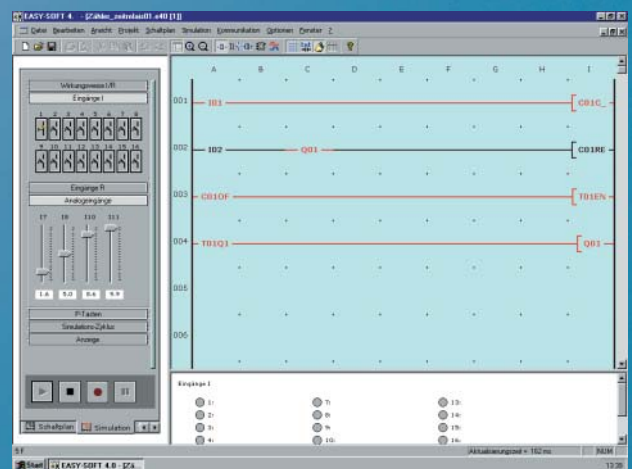 EASY-SOFT 4. - [Zähler_zeitrelais01.e40 [1]]
Datei Bearbeiten Ansicht Projekt Schaltplan Simulation Kommunikation Optionen Fenster ?
Wirkungsweise I/R
Eingänge I
1 2 3 4 5 6 7 8
9 10 11 12 13 14 15 16
Eingänge R
Analogeingänge
I7 I8 I10 I11
1.6 5.0 8.6 9.9
P-Tasten
Simulations-Zyklus
Anzeige
Schaltplan Simulation
A B C D E F G H I
001 I01 C01C_
002 I02 Q01 C01RE
003 C01OF T01EN
004 T01Q1 Q01
005
006
Eingänge I
1: 7: 13:
2: 8: 14:
3: 9: 15:
4: 10: 16:
Aktualisierungszeit = 162 ms NUM
Start EASY-SOFT 4.0 - [Zä... 13:38